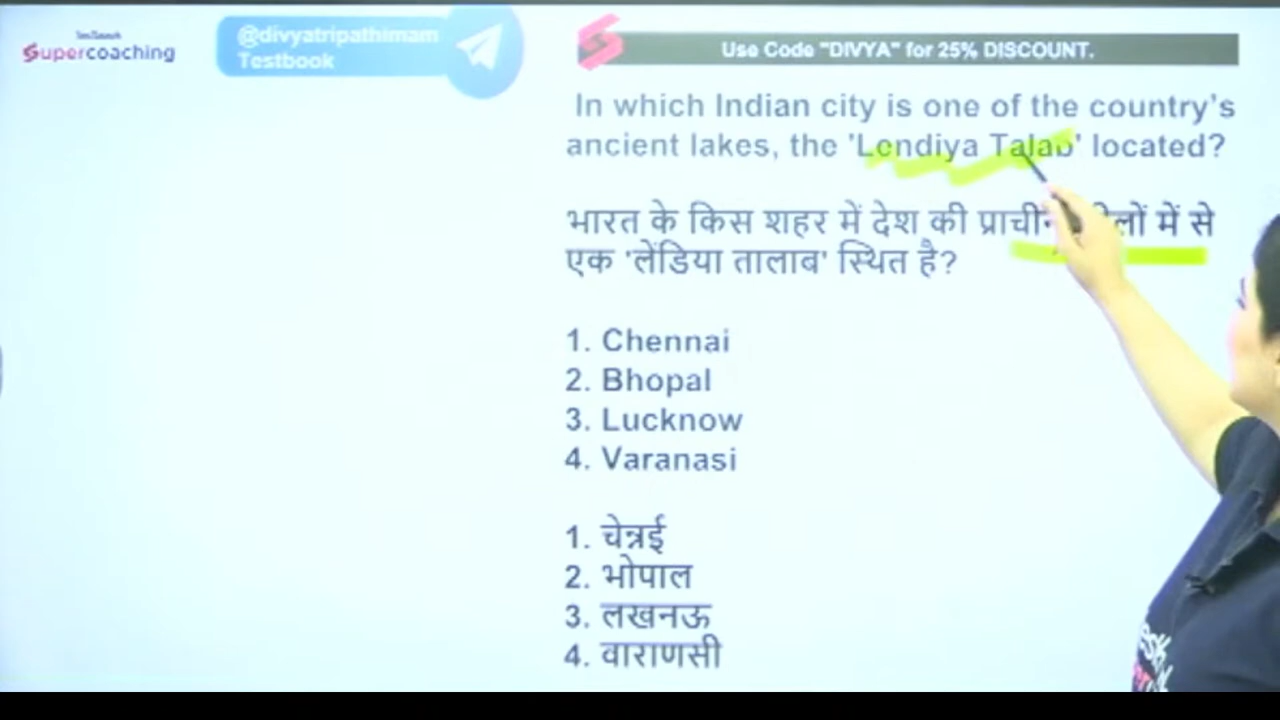 Supercoaching
@divyatripathimam
Testbook
Use Code "DIVYA" for 25% DISCOUNT.
In which Indian city is one of the country's
ancient lakes, the 'Lendiya Talab' located?
भारत के किस शहर में देश की में से
एक 'लेंडिया तालाब' स्थित है?
1. Chennai
2. Bhopal
3. Lucknow
4. Varanasi
1. चेन्नई
2. भोपाल
3. लखनऊ
4. वाराणसी